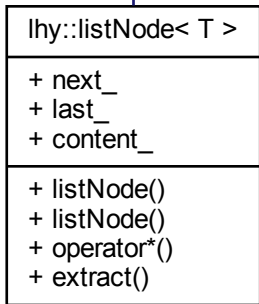 lhy::listNode< T >
+ next_
+ last_
+ content_
+ listNode()
+ listNode()
+ operator*()
+ extract()